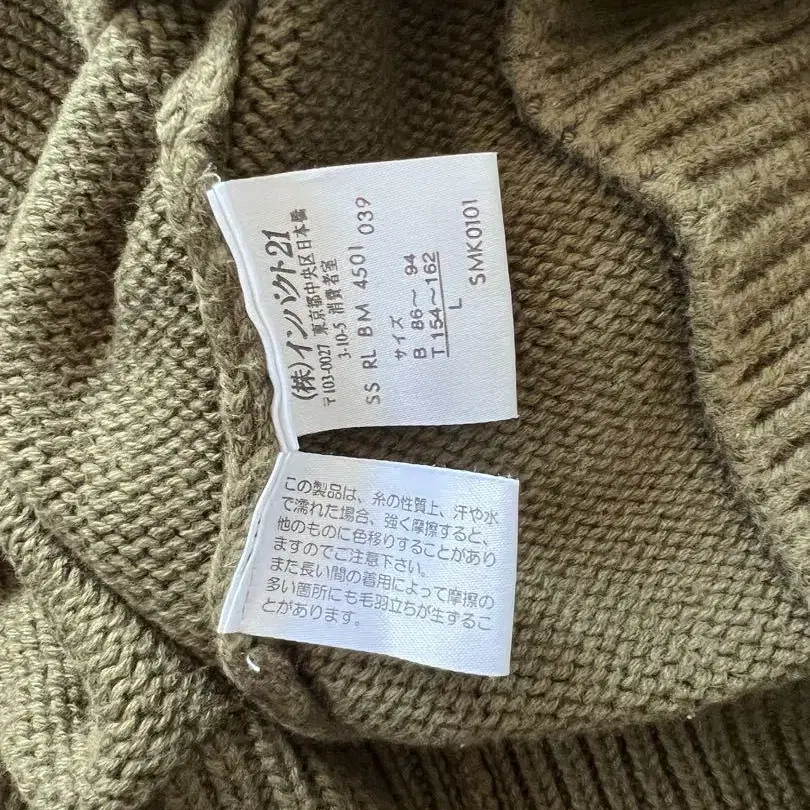 (株)インパクト21
〒103-0027 東京都中央区日本橋
3-10-5 消費者室
SS RL BM 4501 039
サイズ
B 86〜 94
T 154〜162
L
SMK0101
この製品は、糸の性質上、汗や水
で濡れた場合、強く摩擦すると、
他のものに色移りすることがあり
ますのでご注意下さい。
また長い間の着用によって摩擦の
多い箇所にも毛羽立ちが生するこ
とがあります。